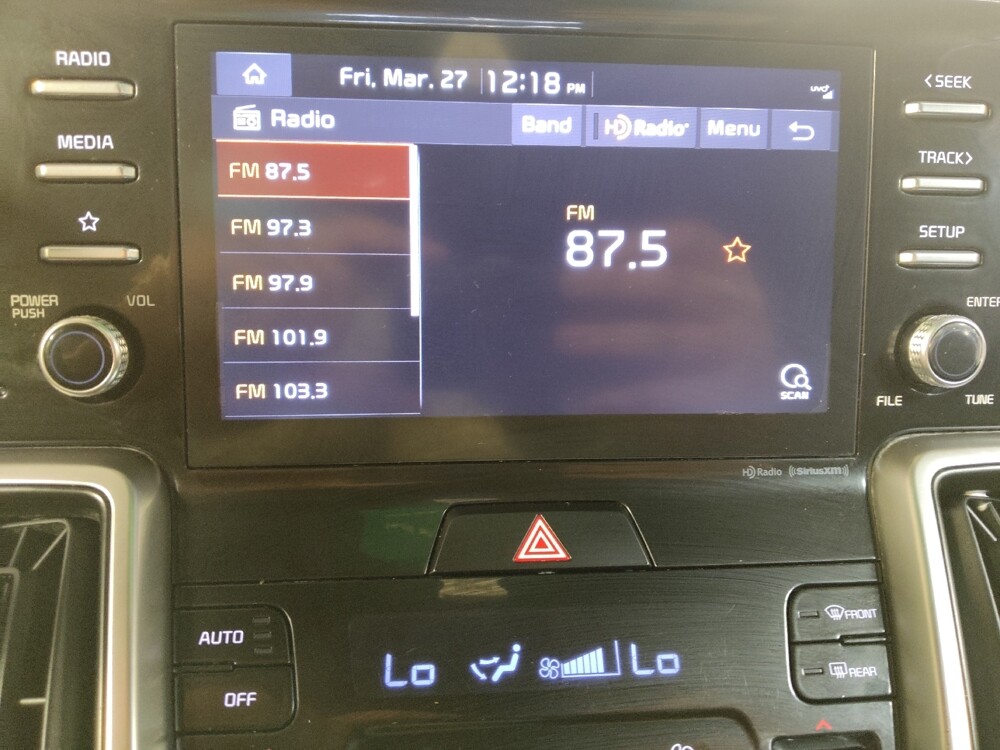 RADIO
MEDIA
POWER PUSH
VOL
Fri, Mar. 27 12:18 PM
UVO
Radio
Band HD Radio Menu
FM 87.5
FM 97.3
FM 97.9
FM 101.9
FM 103.3
FM
87.5
SCAN
<SEEK
TRACK>
SETUP
ENTER
FILE
TUNE
HD Radio ((SiriusXM))
AUTO
OFF
Lo Lo
FRONT
REAR